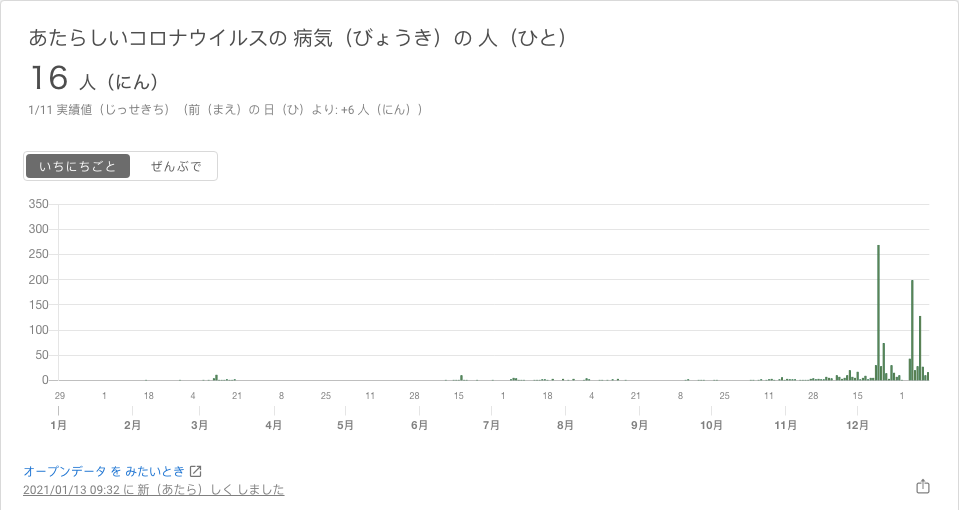 あたらしいコロナウイルスの 病気（びょうき）の 人（ひと）
16 人（にん）
1/11 実績値（じっせきち）（前（まえ）の 日（ひ）より: +6 人（にん））
いちにちごと ぜんぶで
350
300
250
200
150
100
50
0
29 1 18 4 21 8 25 11 28 15 1 18 4 21 8 25 11 28 15 1
1月 2月 3月 4月 5月 6月 7月 8月 9月 10月 11月 12月
オープンデータ を みたいとき
2021/01/13 09:32 に 新（あたら）しく しました